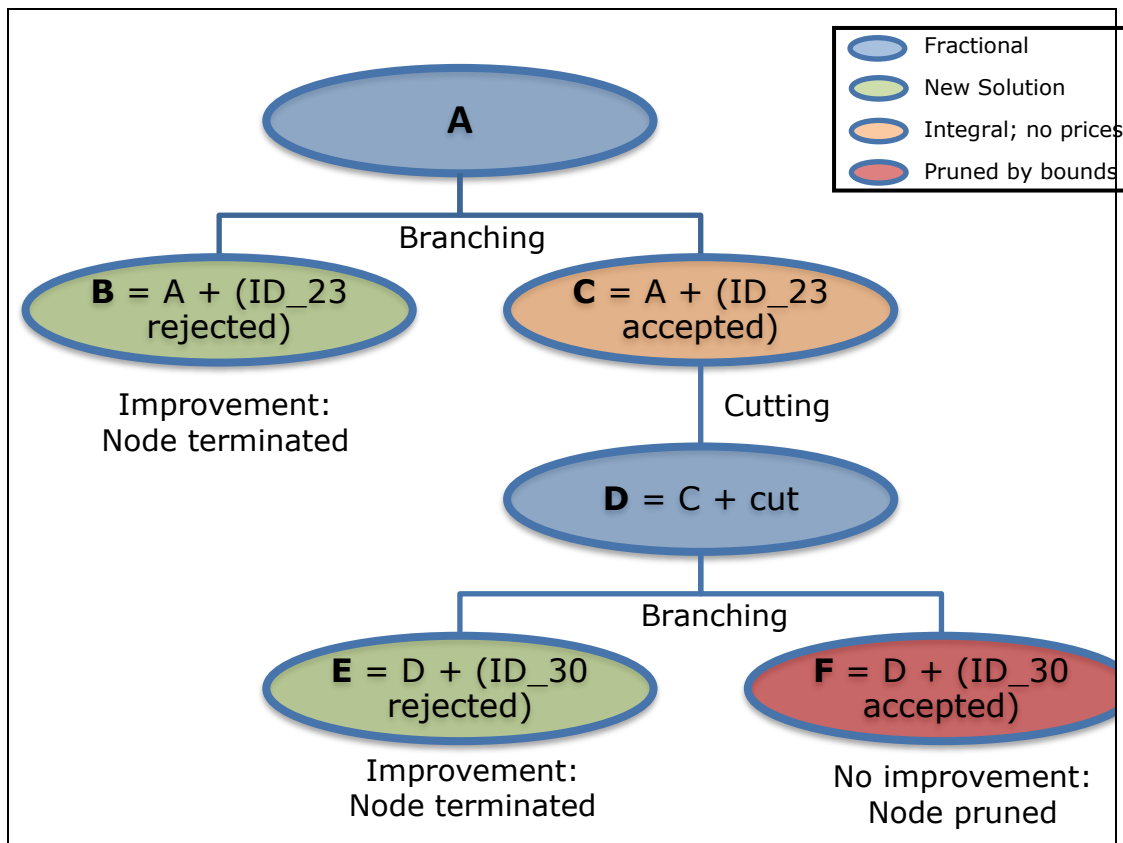 Fractional
New Solution
Integral; no prices
Pruned by bounds
A
Branching
B = A + (ID_23
rejected)
C = A + (ID_23
accepted)
Improvement:
Node terminated
Cutting
D = C + cut
Branching
E = D + (ID_30
rejected)
F = D + (ID_30
accepted)
Improvement:
Node terminated
No improvement:
Node pruned